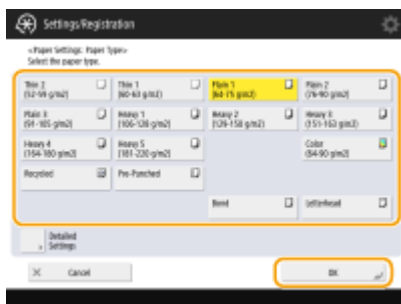 Settings/Registration
<Paper Settings: Paper Type>
Select the paper type.
Thin 2
(52-59 g/m2)
Thin 1
(60-63 g/m2)
Plain 1
(64-75 g/m2)
Plain 2
(76-90 g/m2)
Plain 3
(91-105 g/m2)
Heavy 1
(106-128 g/m2)
Heavy 2
(129-150 g/m2)
Heavy 3
(151-163 g/m2)
Heavy 4
(164-180 g/m2)
Heavy 5
(181-220 g/m2)
Color
(64-90 g/m2)
Recycled
Pre-Punched
Bond
Letterhead
Detailed
Settings
Cancel
OK